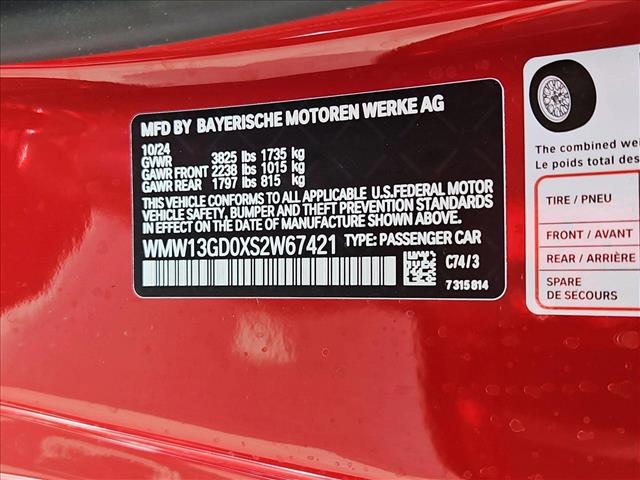 MFD BY BAYERISCHE MOTOREN WERKE AG
10/24
GVWR 3825 lbs 1735 kg
GAWR FRONT 2238 lbs 1015 kg
GAWR REAR 1797 lbs 815 kg
THIS VEHICLE CONFORMS TO ALL APPLICABLE U.S. FEDERAL MOTOR
VEHICLE SAFETY, BUMPER AND THEFT PREVENTION STANDARDS
IN EFFECT ON THE DATE OF MANUFACTURE SHOWN ABOVE.
WMW13GD0XS2W67421 TYPE: PASSENGER CAR
C74/3
7315814
The combined
Le poids total des
TIRE / PNEU
FRONT / AVANT
REAR / ARRIÈRE
SPARE
DE SECOURS